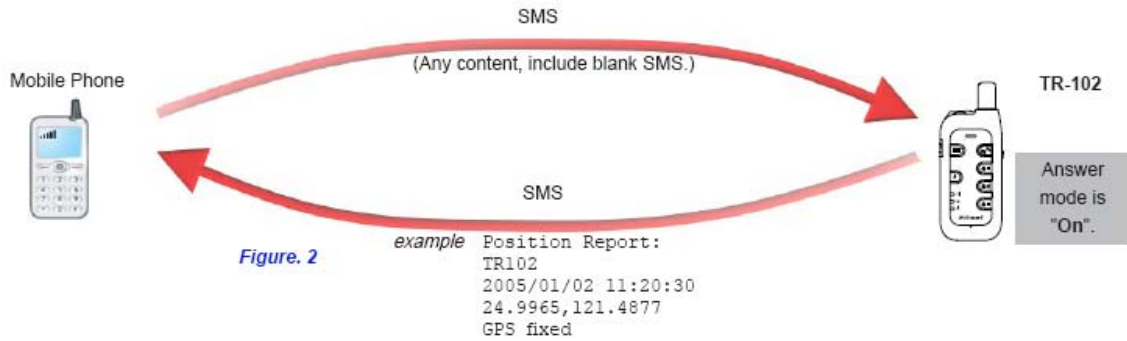 SMS
(Any content, include blank SMS.)
Mobile Phone
TR-102
Answer
mode is
"On".
SMS
example Position Report:
TR102
2005/01/02 11:20:30
24.9965,121.4877
GPS fixed
Figure. 2